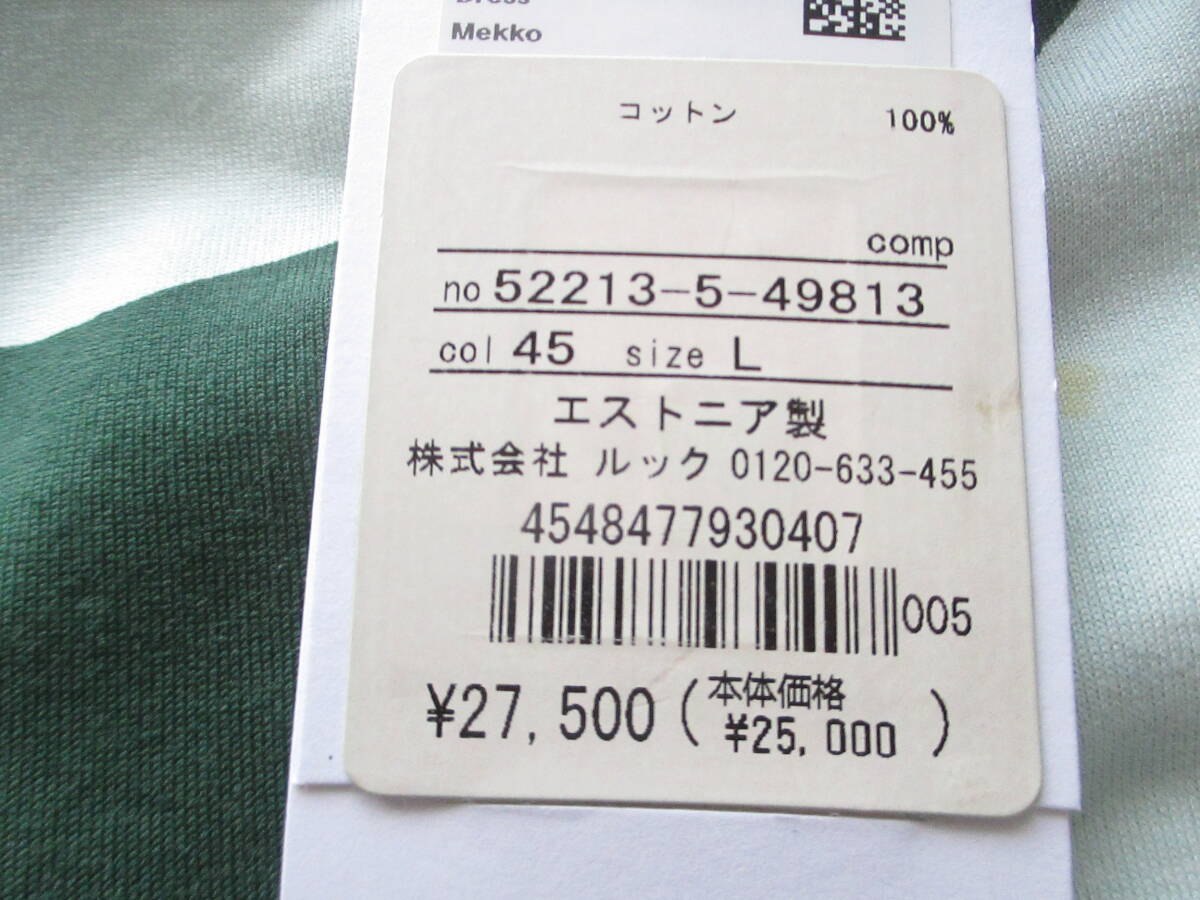 Dress
Mekko
コットン 100%
comp
no 52213-5-49813
col 45 size L
エストニア製
株式会社 ルック 0120-633-455
4548477930407
005
¥27,500 (本体価格 ¥25,000 )